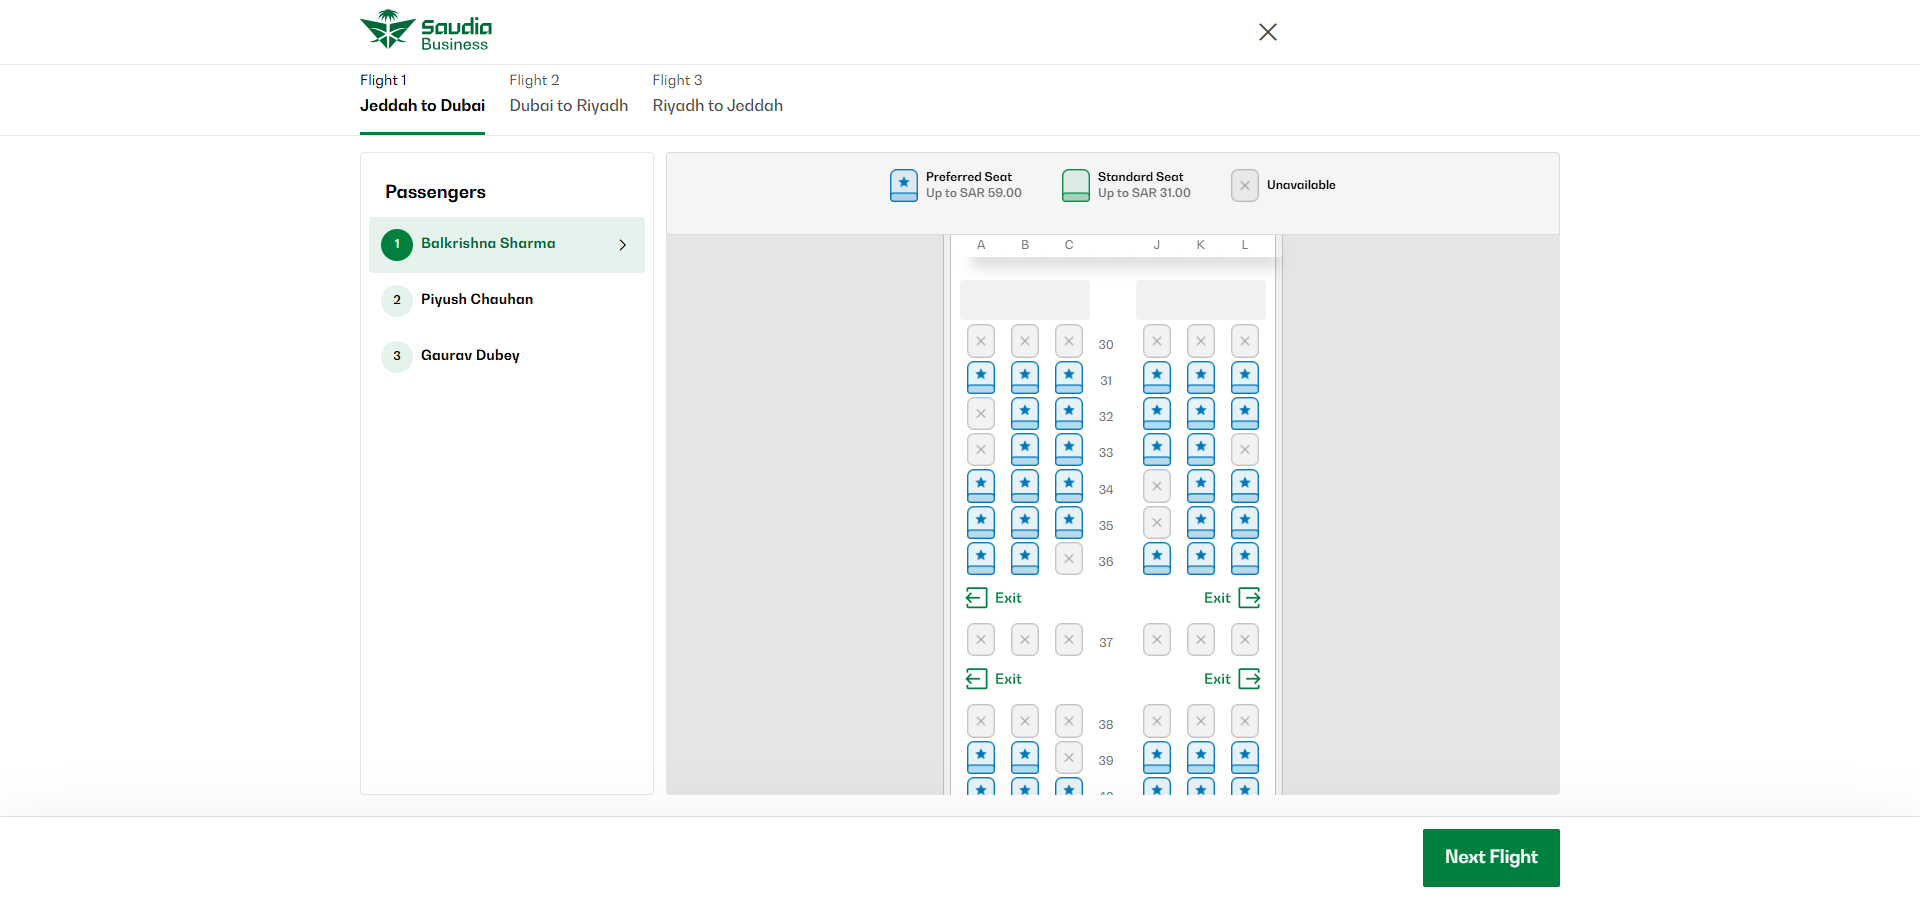 Saudia
Business
Flight 1
Jeddah to Dubai
Flight 2
Dubai to Riyadh
Flight 3
Riyadh to Jeddah
Passengers
1 Balkrishna Sharma
2 Piyush Chauhan
3 Gaurav Dubey
Preferred Seat
Up to SAR 59.00
Standard Seat
Up to SAR 31.00
Unavailable
A B C J K L
30
31
32
33
34
35
36
Exit Exit
37
Exit Exit
38
39
Next Flight